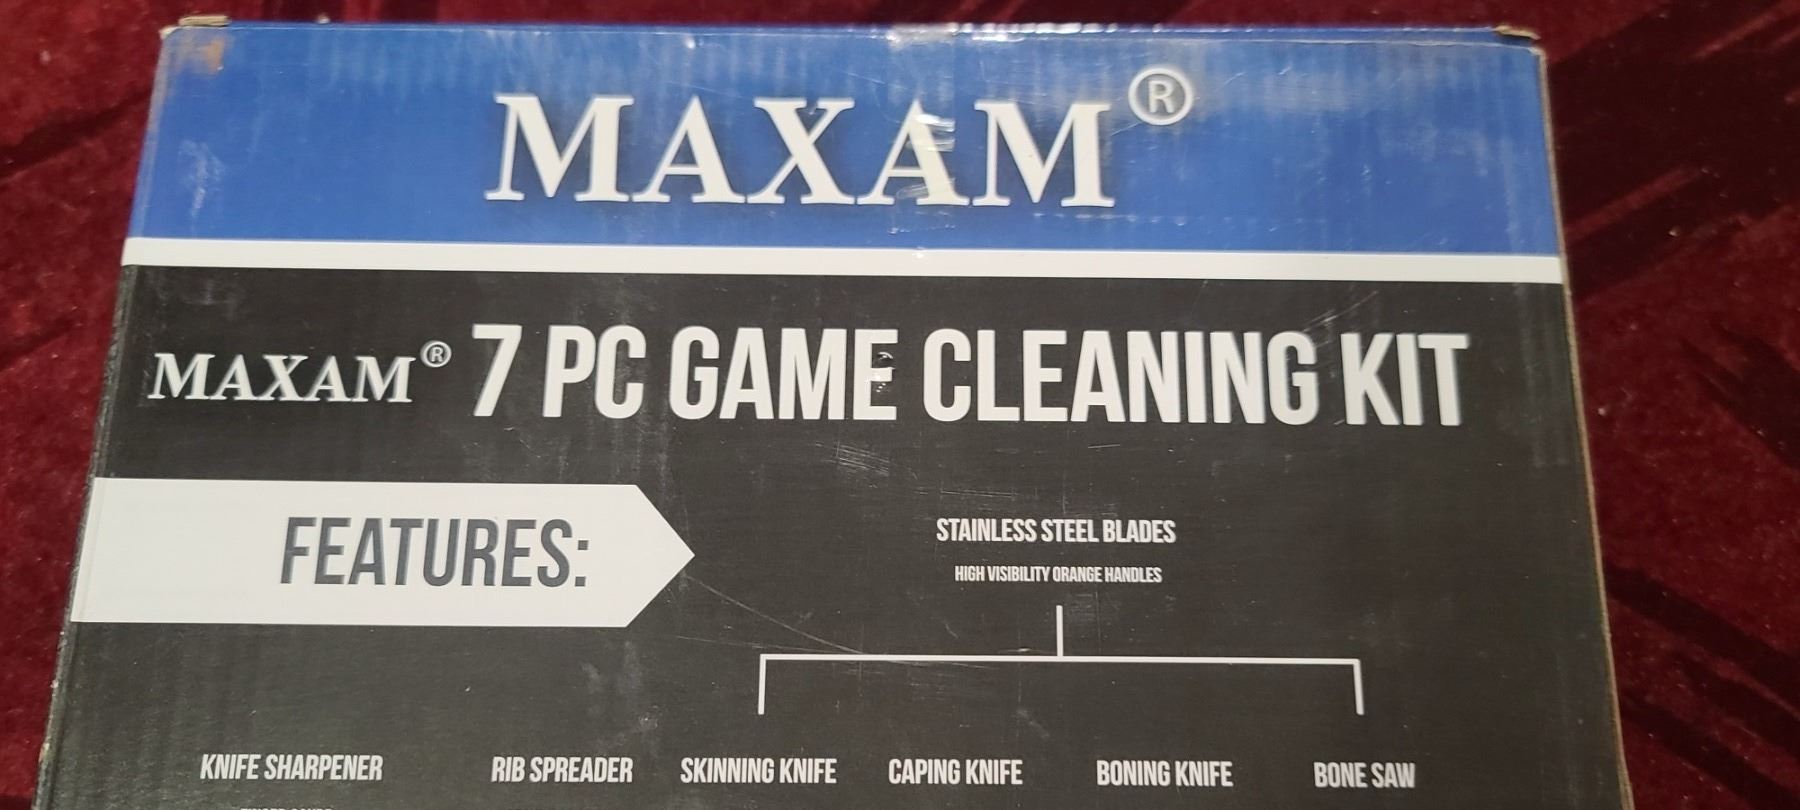 MAXAM®
MAXAM® 7 PC GAME CLEANING KIT
FEATURES:
STAINLESS STEEL BLADES
HIGH VISIBILITY ORANGE HANDLES
KNIFE SHARPENER RIB SPREADER SKINNING KNIFE CAPING KNIFE BONING KNIFE BONE SAW